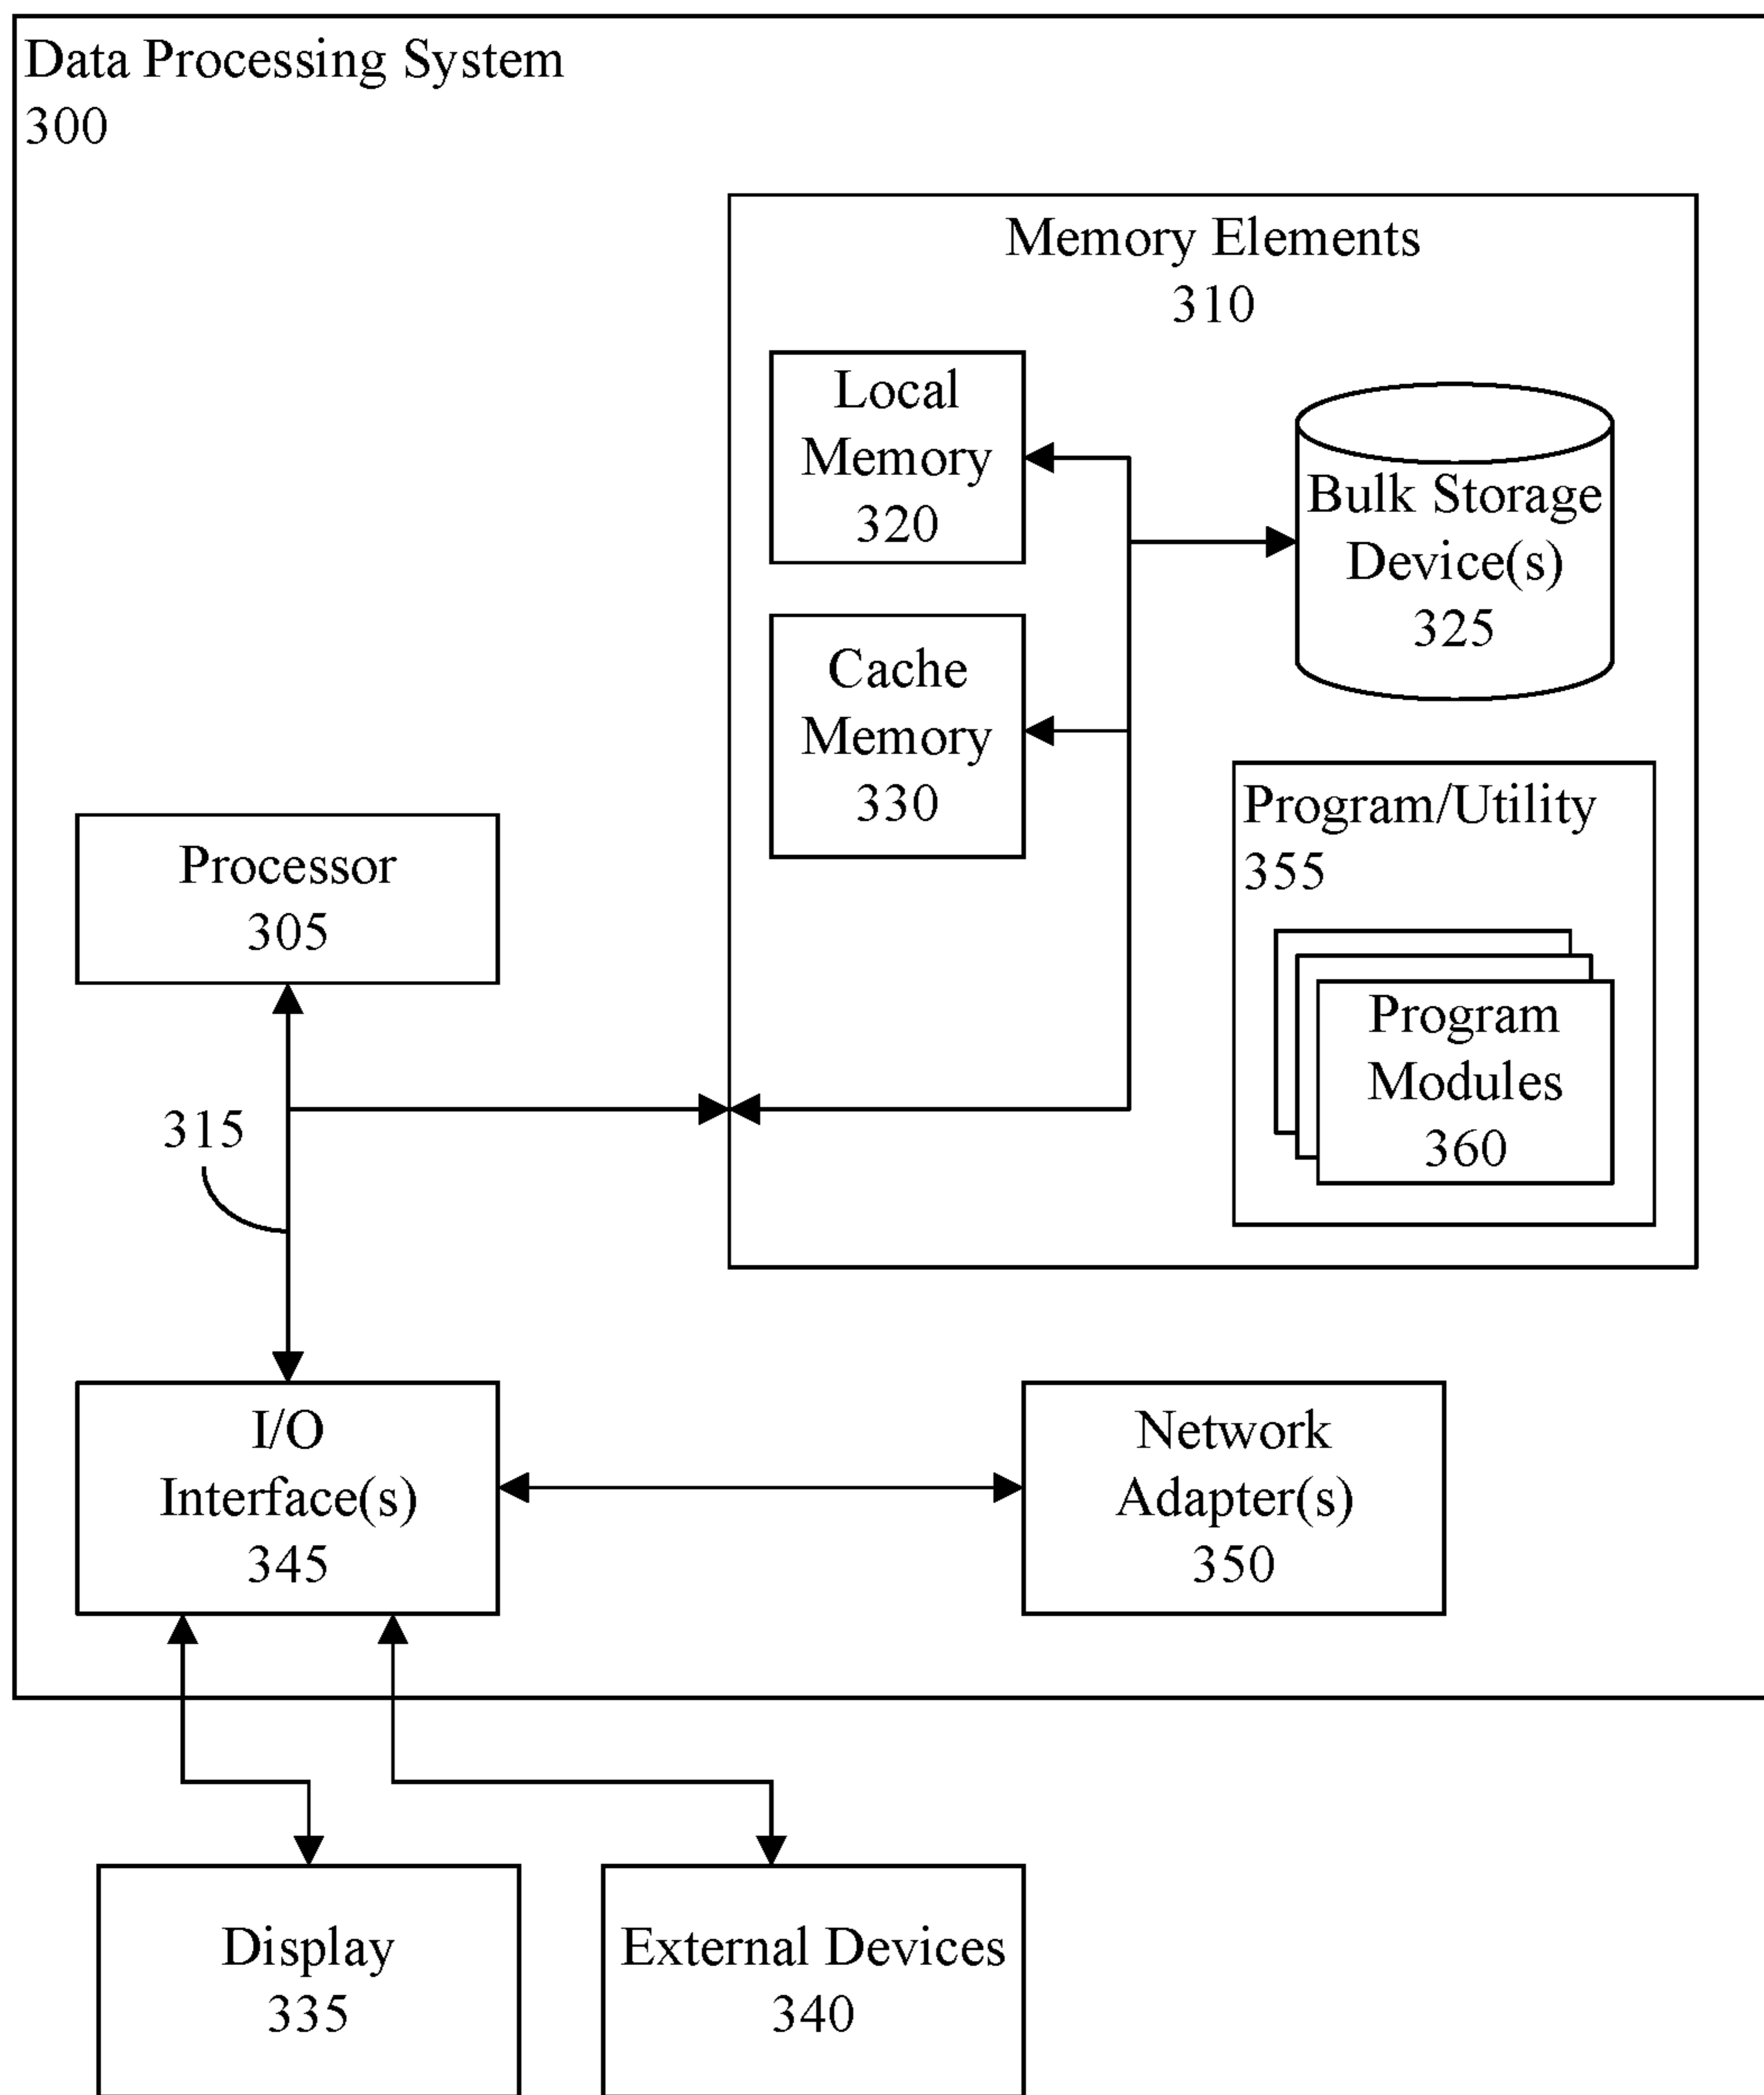 Data Processing System
300
Memory Elements
310
Local
Memory
320
Bulk Storage
Device(s)
325
Cache
Memory
330
Program/Utility
355
Processor
305
Program
Modules
360
315
I/O
Interface(s)
345
Network
Adapter(s)
350
Display
335
External Devices
340